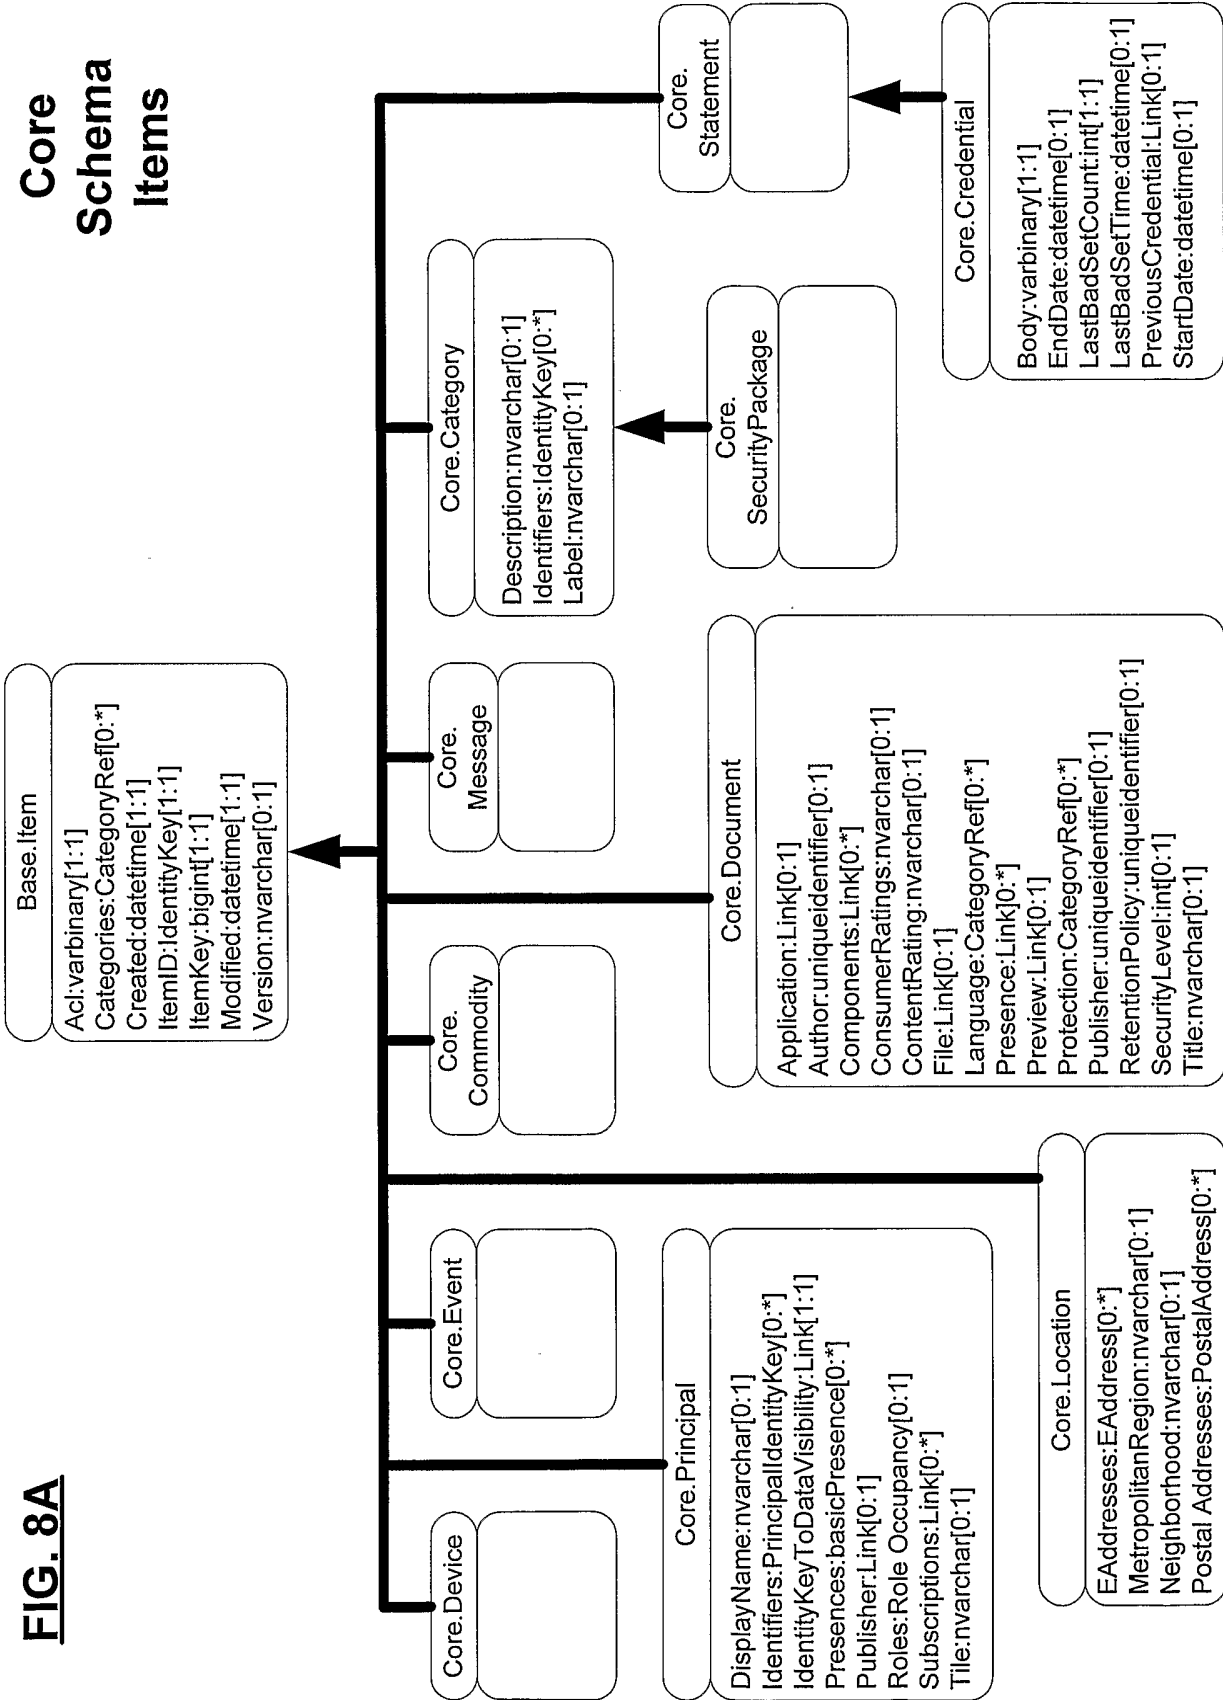 FIG. 8A
Core
Schema
Items
Base.Item
Acl:varbinary[1:1]
Categories:CategoryRef[0:*]
Created:datetime[1:1]
ItemID:IdentityKey[1:1]
ItemKey:bigint[1:1]
Modified:datetime[1:1]
Version:nvarchar[0:1]
Core.Device
Core.Event
Core.
Commodity
Core.
Message
Core.Category
Description:nvarchar[0:1]
Identifiers:IdentityKey[0:*]
Label:nvarchar[0:1]
Core.
Statement
Core.Principal
DisplayName:nvarchar[0:1]
Identifiers:PrincipalIdentityKey[0:*]
IdentityKeyToDataVisibility:Link[1:1]
Presences:basicPresence[0:*]
Publisher:Link[0:1]
Roles:Role Occupancy[0:1]
Subscriptions:Link[0:*]
Tile:nvarchar[0:1]
Core.Document
Application:Link[0:1]
Author:uniqueidentifier[0:1]
Components:Link[0:*]
ConsumerRatings:nvarchar[0:1]
ContentRating:nvarchar[0:1]
File:Link[0:1]
Language:CategoryRef[0:*]
Presence:Link[0:*]
Preview:Link[0:1]
Protection:CategoryRef[0:*]
Publisher:uniqueidentifier[0:1]
RetentionPolicy:uniqueidentifier[0:1]
SecurityLevel:int[0:1]
Title:nvarchar[0:1]
Core.
SecurityPackage
Core.Credential
Body:varbinary[1:1]
EndDate:datetime[0:1]
LastBadSetCount:int[1:1]
LastBadSetTime:datetime[0:1]
PreviousCredential:Link[0:1]
StartDate:datetime[0:1]
Core.Location
EAddresses:EAddress[0:*]
MetropolitanRegion:nvarchar[0:1]
Neighborhood:nvarchar[0:1]
Postal Addresses:PostalAddress[0:*]